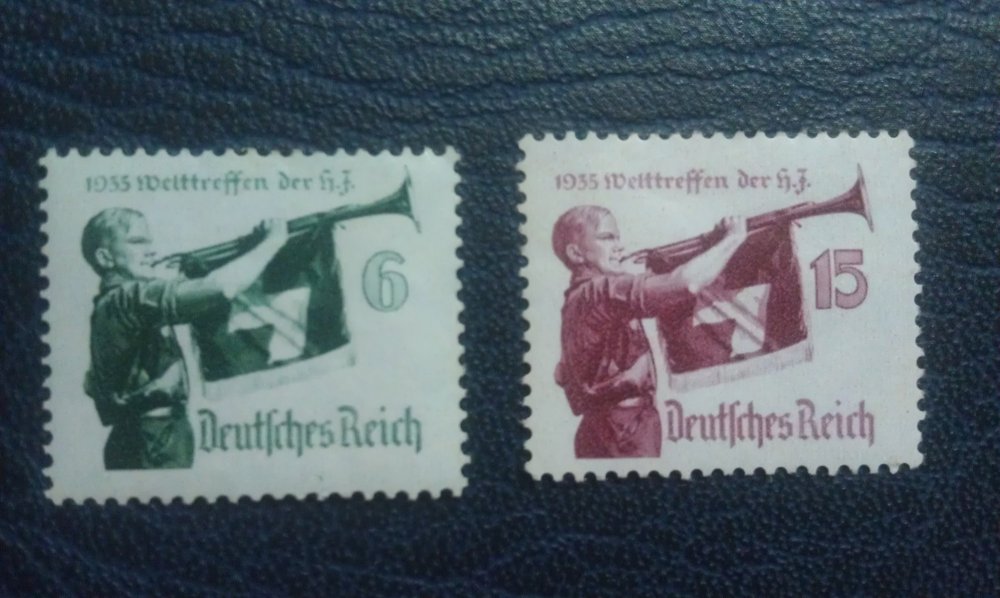 1935 Welttreffen der H.J.
6
Deutsches Reich
1935 Welttreffen der H.J.
15
Deutsches Reich